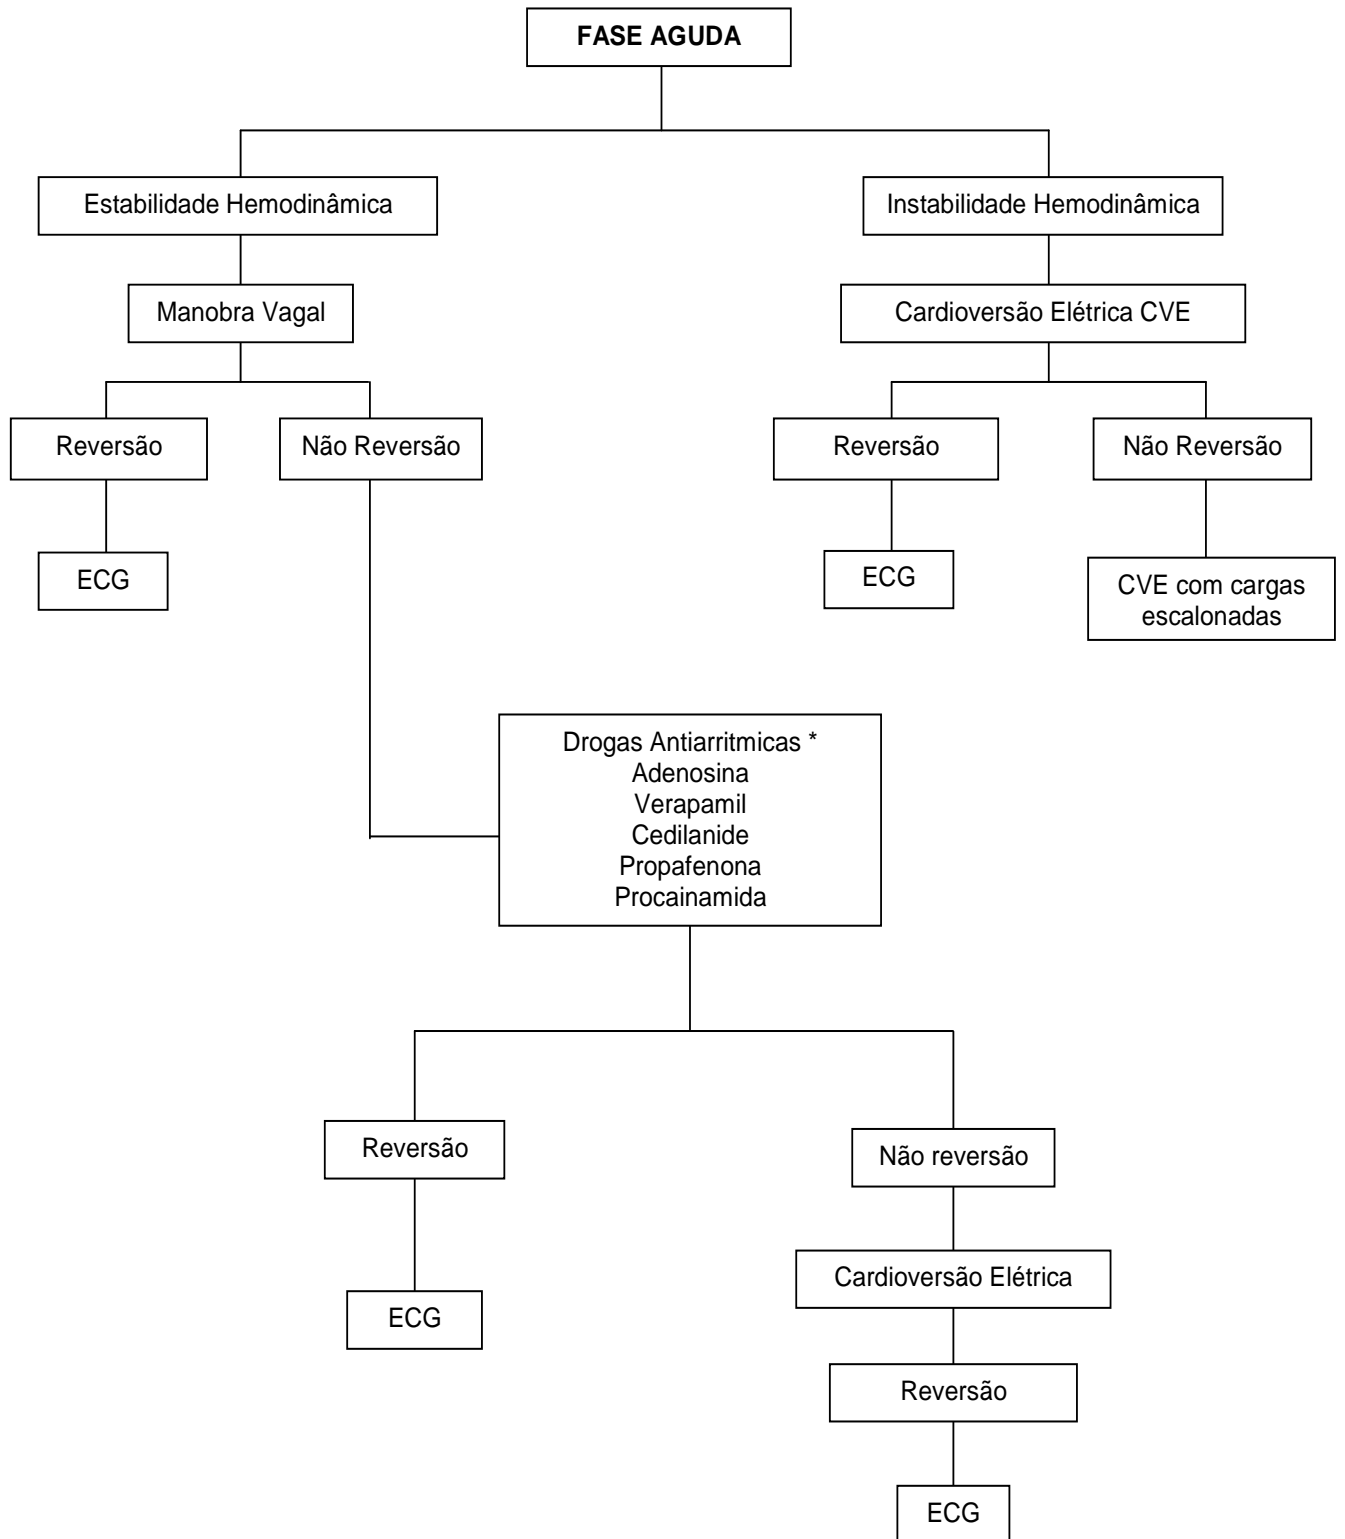 FASE AGUDA
Estabilidade Hemodinâmica
Instabilidade Hemodinâmica
Manobra Vagal
Cardioversão Elétrica CVE
Reversão
Não Reversão
Reversão
Não Reversão
ECG
ECG
CVE com cargas
escalonadas
Drogas Antiarritmicas *
Adenosina
Verapamil
Cedilanide
Propafenona
Procainamida
Reversão
Não reversão
Cardioversão Elétrica
ECG
Reversão
ECG